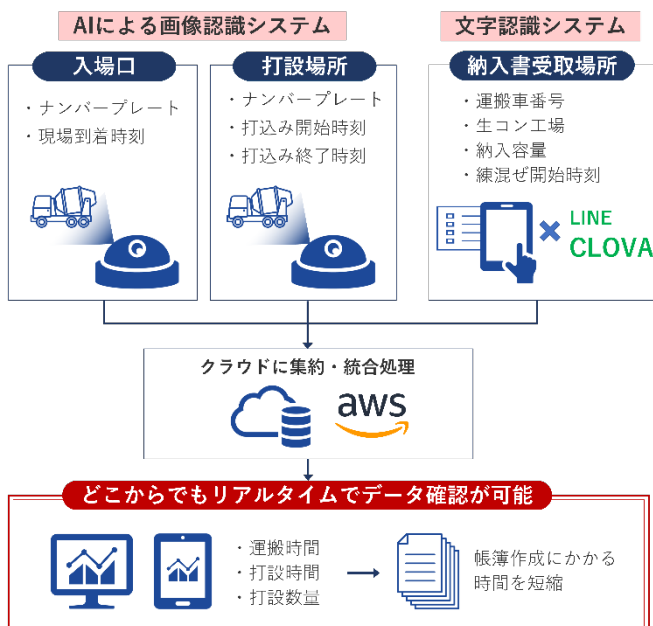 AIによる画像認識システム
文字認識システム
入場口
・ナンバープレート
・現場到着時刻
打設場所
・ナンバープレート
・打込み開始時刻
・打込み終了時刻
納入書受取場所
・運搬車番号
・生コン工場
・納入容量
・練混ぜ開始時刻
LINE
CLOVA
クラウドに集約・統合処理
aws
どこからでもリアルタイムでデータ確認が可能
・運搬時間
・打設時間
・打設数量
帳簿作成にかかる
時間を短縮